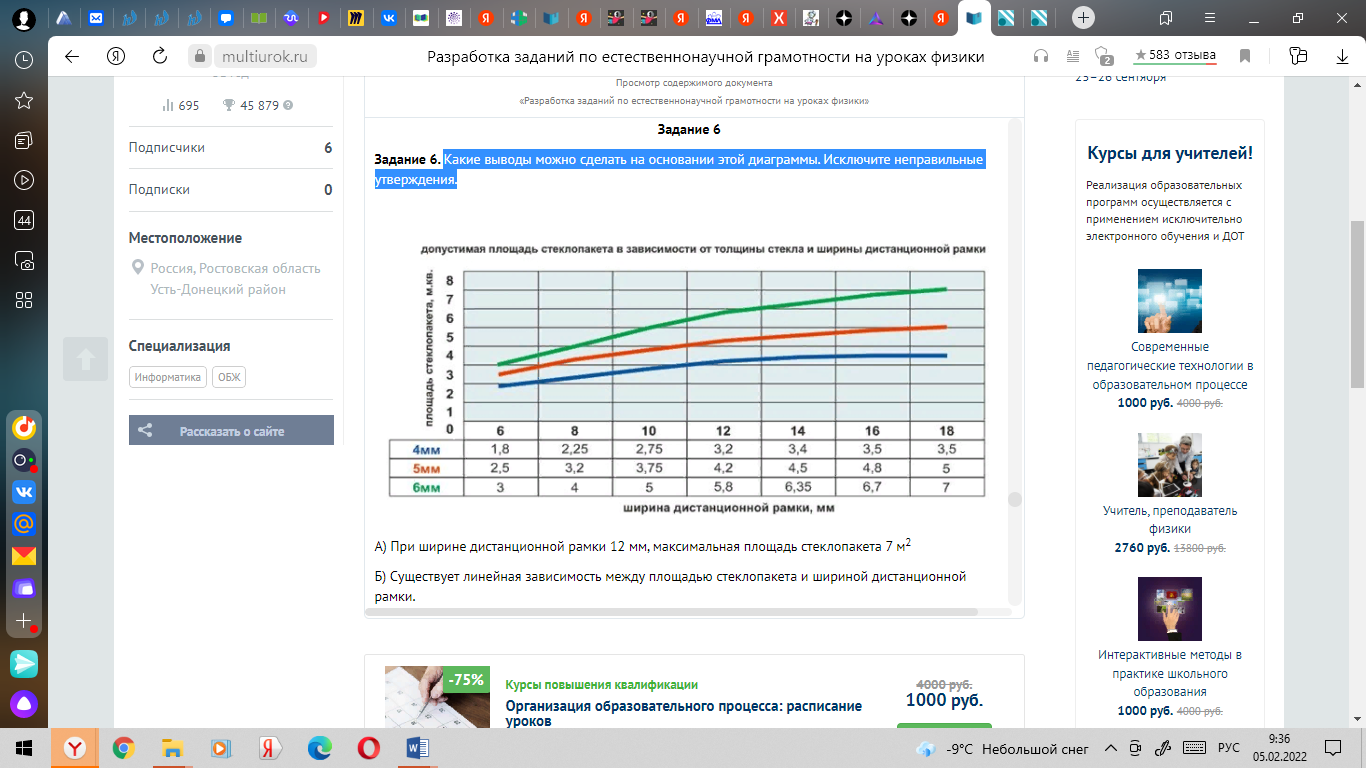 multiurok.ru
Разработка заданий по естественнонаучной грамотности на уроках физики
2
★583 отзыва
695
45 879
Подписчики 6
Подписки 0
Местоположение
Россия, Ростовская область
Усть-Донецкий район
Специализация
Информатика
ОБЖ
Рассказать о сайте
44
Просмотр содержимого документа
«Разработка заданий по естественнонаучной грамотности на уроках физики»
Задание 6
Задание 6. Какие выводы можно сделать на основании этой диаграммы. Исключите неправильные
утверждения.
допустимая площадь стеклопакета в зависимости от толщины стекла и ширины дистанционной рамки
площадь стеклопакета, м.кв.
8
7
6
5
4
3
2
1
0
6 8 10 12 14 16 18
4мм 1,8 2,25 2,75 3,2 3,4 3,5 3,5
5мм 2,5 3,2 3,75 4,2 4,5 4,8 5
6мм 3 4 5 5,8 6,35 6,7 7
ширина дистанционной рамки, мм
А) При ширине дистанционной рамки 12 мм, максимальная площадь стеклопакета 7 м2
Б) Существует линейная зависимость между площадью стеклопакета и шириной дистанционной
рамки.
-75%
Курсы повышения квалификации
Организация образовательного процесса: расписание
уроков
4000 руб.
1000 руб.
25–26 сентября
Курсы для учителей!
Реализация образовательных
программ осуществляется с
применением исключительно
электронного обучения и ДОТ
Современные
педагогические технологии в
образовательном процессе
1000 руб. 4000 руб.
Учитель, преподаватель
физики
2760 руб. 13800 руб.
Интерактивные методы в
практике школьного
образования
1000 руб. 4000 руб.
-9°C Небольшой снег
РУС
9:36
05.02.2022